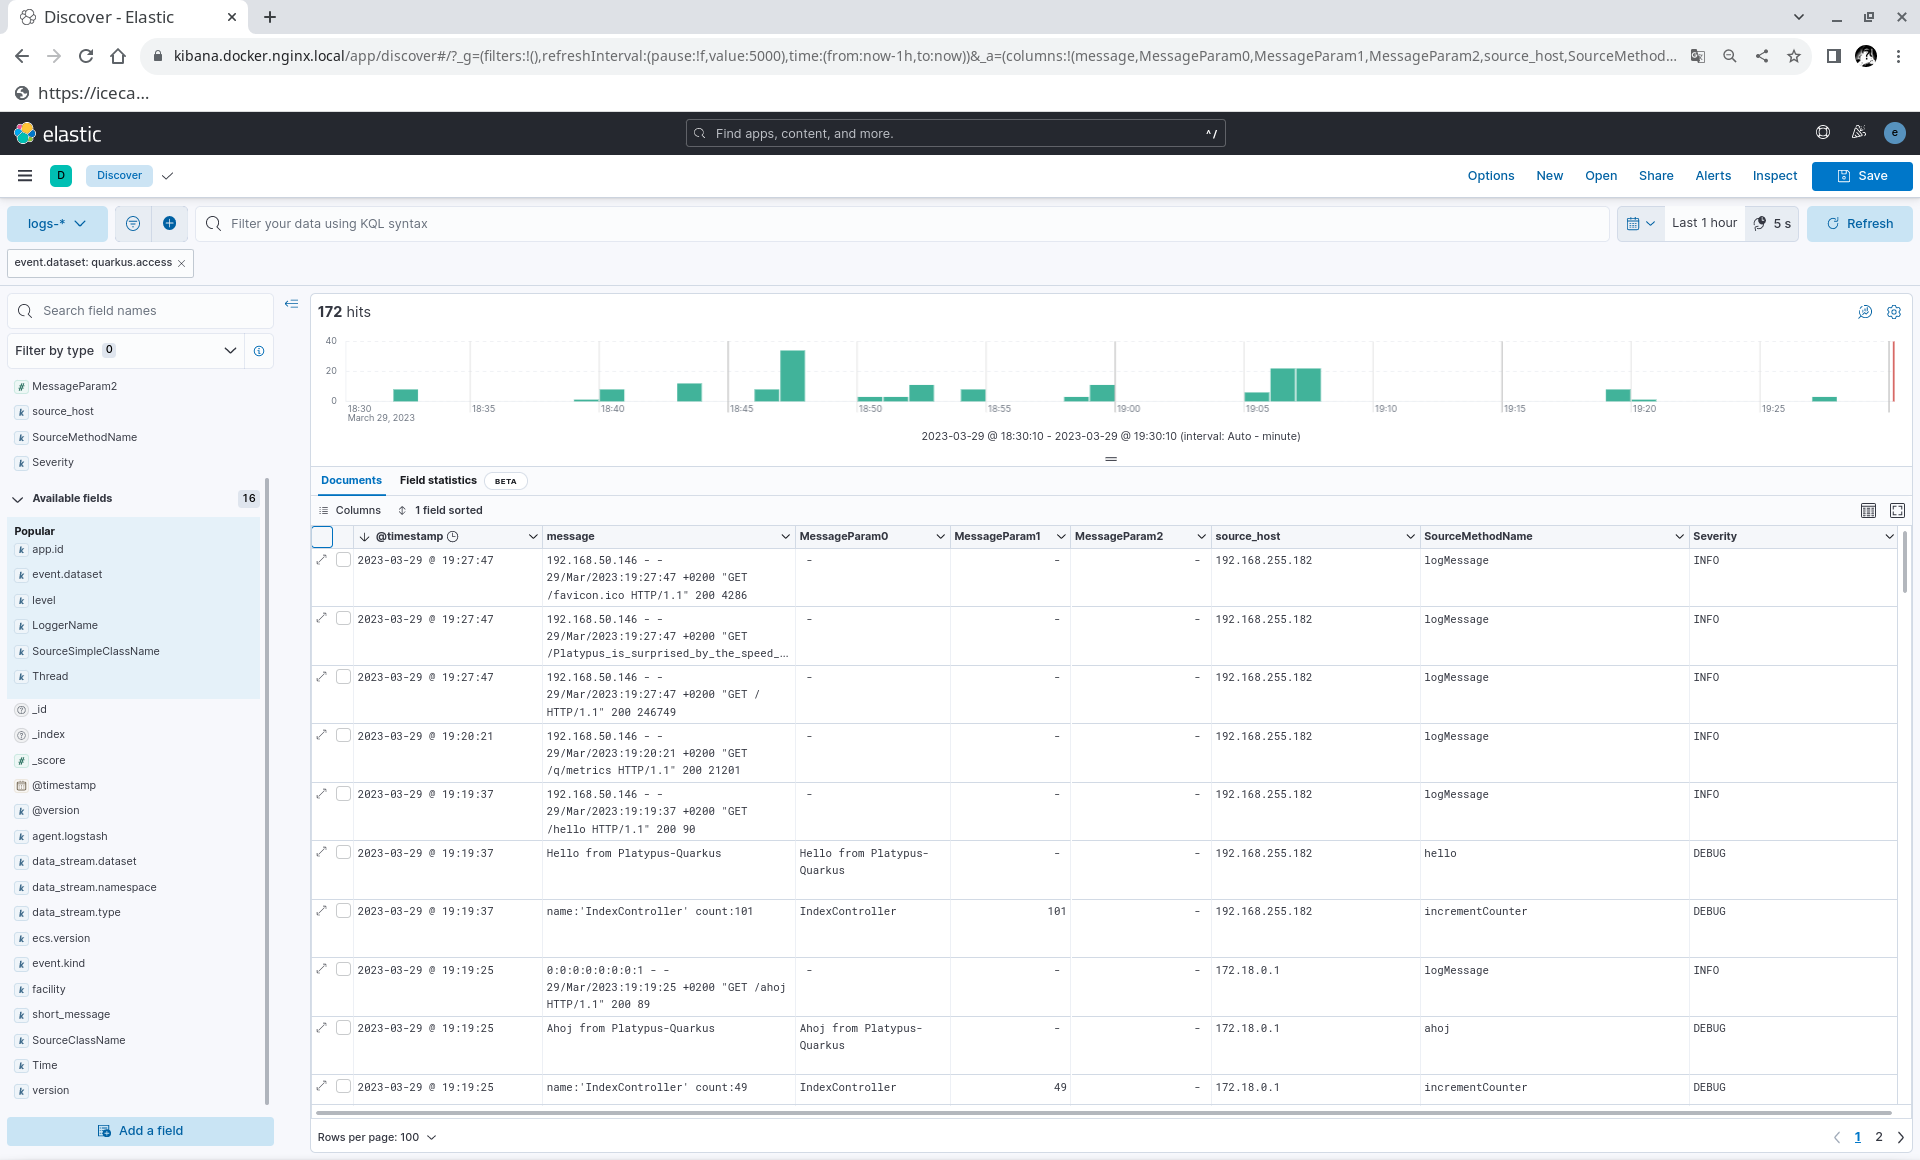 Discover - Elastic
kibana.docker.nginx.local/app/discover#/?_g=(filters:!(),refreshInterval:(pause:!f,value:5000),time:(from:now-1h,to:now))&_a=(columns:!(message,MessageParam0,MessageParam1,MessageParam2,source_host,SourceMethod...
https://iceca...
elastic
Find apps, content, and more.
^/
e
D
Discover
Options
New
Open
Share
Alerts
Inspect
Save
logs-*
Filter your data using KQL syntax
Last 1 hour
5 s
Refresh
event.dataset: quarkus.access
Search field names
Filter by type 0
# MessageParam2
k source_host
k SourceMethodName
k Severity
Available fields 16
Popular
k app.id
k event.dataset
k level
k LoggerName
k SourceSimpleClassName
k Thread
_id
_index
# _score
@timestamp
k @version
k agent.logstash
k data_stream.dataset
k data_stream.namespace
k data_stream.type
k ecs.version
k event.kind
k facility
k short_message
k SourceClassName
k Time
k version
Add a field
172 hits
40
20
0
18:30 18:35 18:40 18:45 18:50 18:55 19:00 19:05 19:10 19:15 19:20 19:25
March 29, 2023
2023-03-29 @ 18:30:10 - 2023-03-29 @ 19:30:10 (interval: Auto - minute)
Documents Field statistics BETA
Columns 1 field sorted
@timestamp message MessageParam0 MessageParam1 MessageParam2 source_host SourceMethodName Severity
2023-03-29 @ 19:27:47 192.168.50.146 - - - - - 192.168.255.182 logMessage INFO
29/Mar/2023:19:27:47 +0200 "GET
/favicon.ico HTTP/1.1" 200 4286
2023-03-29 @ 19:27:47 192.168.50.146 - - - - - 192.168.255.182 logMessage INFO
29/Mar/2023:19:27:47 +0200 "GET
/Platypus_is_surprised_by_the_speed_…
2023-03-29 @ 19:27:47 192.168.50.146 - - - - - 192.168.255.182 logMessage INFO
29/Mar/2023:19:27:47 +0200 "GET /
HTTP/1.1" 200 246749
2023-03-29 @ 19:20:21 192.168.50.146 - - - - - 192.168.255.182 logMessage INFO
29/Mar/2023:19:20:21 +0200 "GET
/q/metrics HTTP/1.1" 200 21201
2023-03-29 @ 19:19:37 192.168.50.146 - - - - - 192.168.255.182 logMessage INFO
29/Mar/2023:19:19:37 +0200 "GET
/hello HTTP/1.1" 200 90
2023-03-29 @ 19:19:37 Hello from Platypus-Quarkus Hello from Platypus- - - 192.168.255.182 hello DEBUG
Quarkus
2023-03-29 @ 19:19:37 name:'IndexController' count:101 IndexController 101 - 192.168.255.182 incrementCounter DEBUG
2023-03-29 @ 19:19:25 0:0:0:0:0:0:0:1 - - - - - 172.18.0.1 logMessage INFO
29/Mar/2023:19:19:25 +0200 "GET /ahoj
HTTP/1.1" 200 89
2023-03-29 @ 19:19:25 Ahoj from Platypus-Quarkus Ahoj from Platypus- - - 172.18.0.1 ahoj DEBUG
Quarkus
2023-03-29 @ 19:19:25 name:'IndexController' count:49 IndexController 49 - 172.18.0.1 incrementCounter DEBUG
Rows per page: 100
1 2